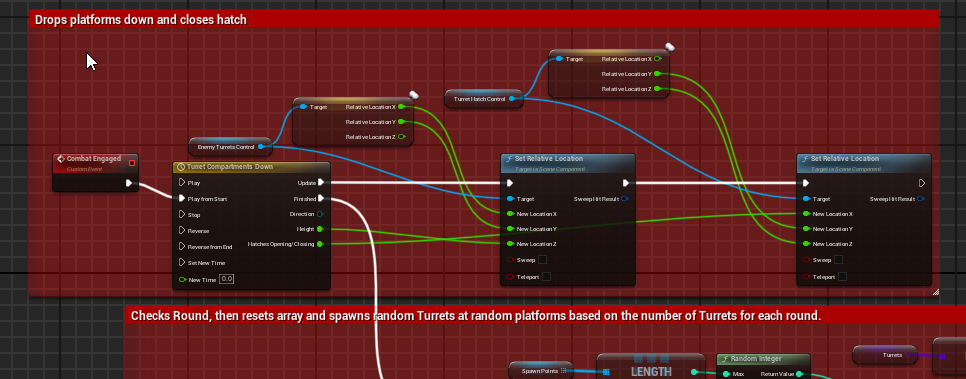 Drops platforms down and closes hatch
Target Relative Location X
Relative Location Y
Relative Location Z
Turret Hatch Control
Target Relative Location X
Relative Location Y
Relative Location Z
Enemy Turrets Control
Combat Engaged
Custom Event
Turret Compartments Down
Play Update
Play from Start Finished
Stop Direction
Reverse Height
Reverse from End Hatches Opening/Closing
Set New Time
New Time 0.0
Set Relative Location
Target is Scene Component
Target Sweep Hit Result
New Location X
New Location Y
New Location Z
Sweep
Teleport
Set Relative Location
Target is Scene Component
Target Sweep Hit Result
New Location X
New Location Y
New Location Z
Sweep
Teleport
Checks Round, then resets array and spawns random Turrets at random platforms based on the number of Turrets for each round.
Spawn Points
LENGTH
Random Integer
Max Return Value
Turrets